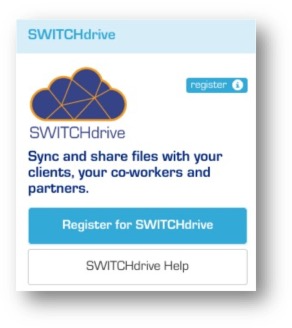 SWITCHdrive
register i
SWITCHdrive
Sync and share files with your
clients, your co-workers and
partners.
Register for SWITCHdrive
SWITCHdrive Help